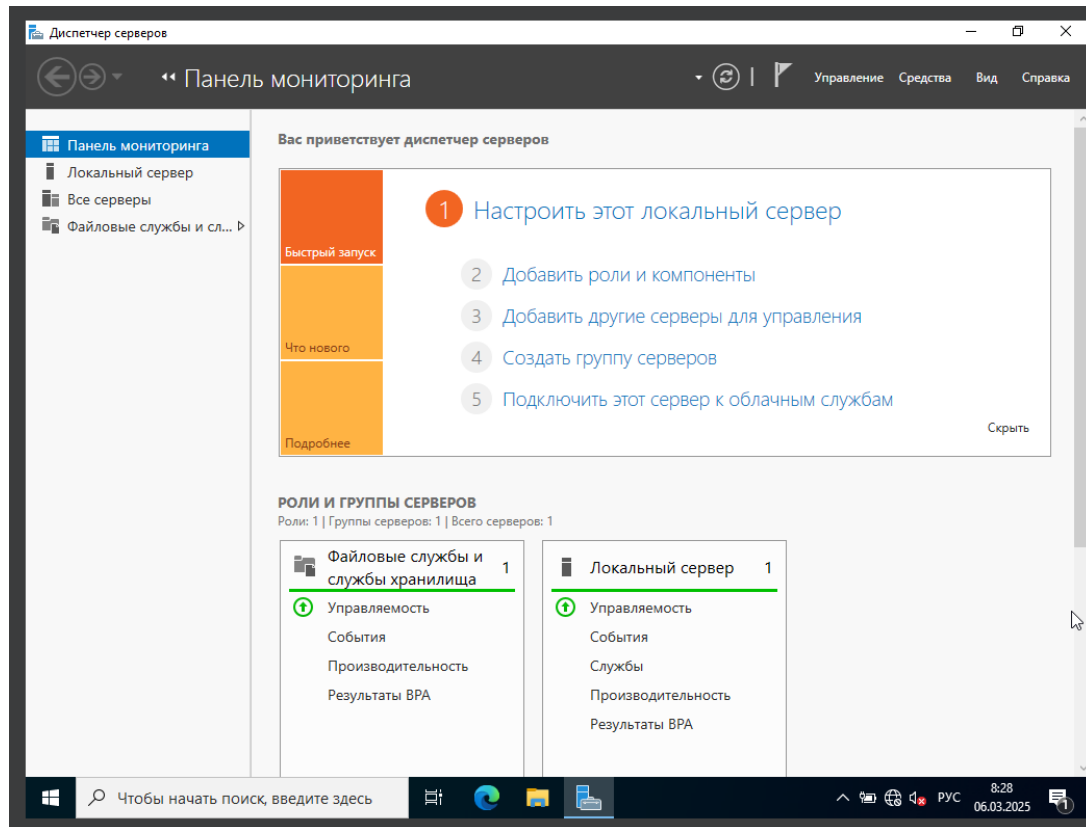 Диспетчер серверов
Панель мониторинга
Управление Средства Вид Справка
Панель мониторинга
Локальный сервер
Все серверы
Файловые службы и сл...
Вас приветствует диспетчер серверов
Быстрый запуск
Что нового
Подробнее
1 Настроить этот локальный сервер
2 Добавить роли и компоненты
3 Добавить другие серверы для управления
4 Создать группу серверов
5 Подключить этот сервер к облачным службам
Скрыть
РОЛИ И ГРУППЫ СЕРВЕРОВ
Роли: 1 | Группы серверов: 1 | Всего серверов: 1
Файловые службы и
службы хранилища
1
Управляемость
События
Производительность
Результаты BPA
Локальный сервер 1
Управляемость
События
Службы
Производительность
Результаты BPA
Чтобы начать поиск, введите здесь
РУС
8:28
06.03.2025
1